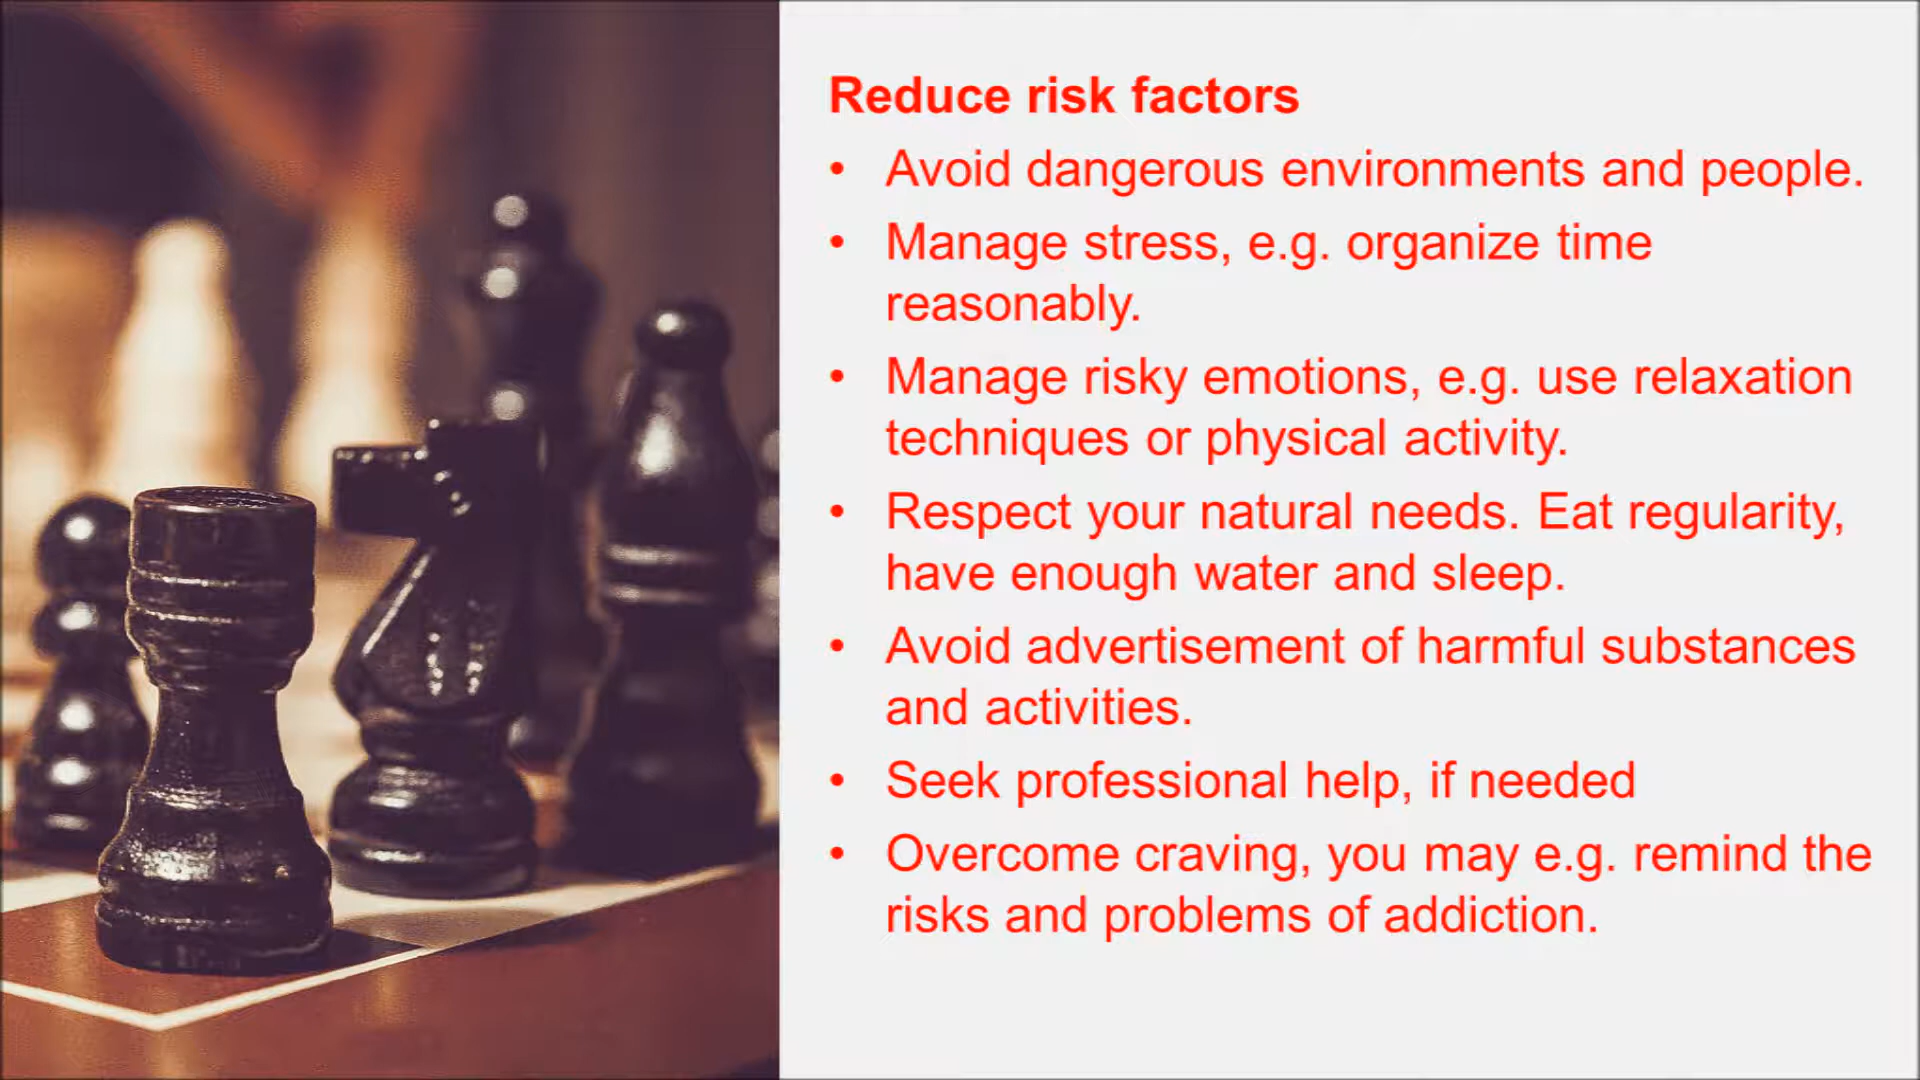 Reduce risk factors
• Avoid dangerous environments and people.
• Manage stress, e.g. organize time
reasonably.
• Manage risky emotions, e.g. use relaxation
techniques or physical activity.
• Respect your natural needs. Eat regularity,
have enough water and sleep.
• Avoid advertisement of harmful substances
and activities.
• Seek professional help, if needed
• Overcome craving, you may e.g. remind the
risks and problems of addiction.